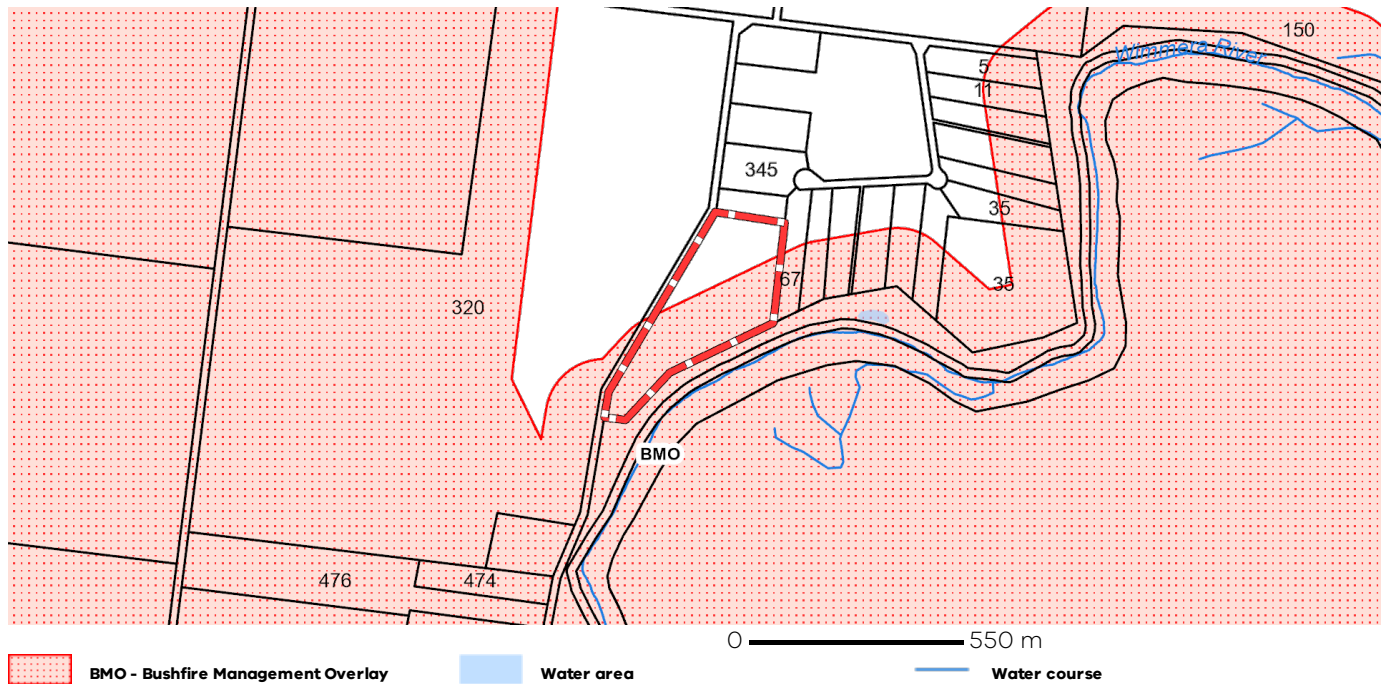 150
Wimmera River
5
11
345
35
67
35
320
BMO
476
474
0 550 m
BMO - Bushfire Management Overlay
Water area
Water course